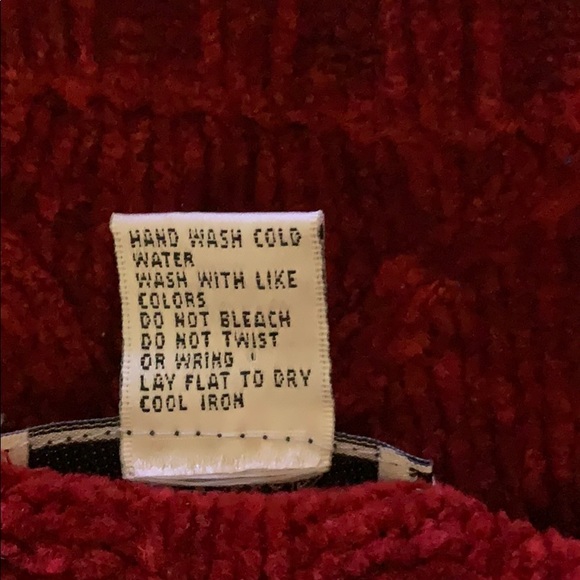 HAND WASH COLD
WATER
WASH WITH LIKE
COLORS
DO NOT BLEACH
DO NOT TWIST
OR WRING
LAY FLAT TO DRY
COOL IRON